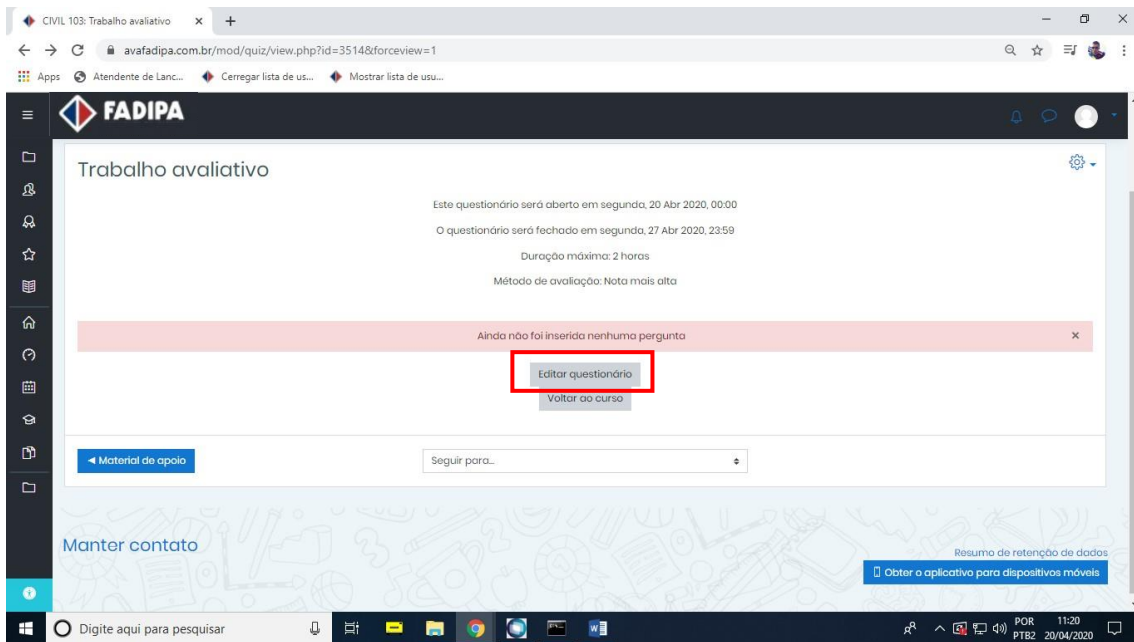 CIVIL 103: Trabalho avaliativo
avafadipa.com.br/mod/quiz/view.php?id=3514&forceview=1
Apps Atendente de Lanc... Cerregar lista de us... Mostrar lista de usu...
FADIPA
Trabalho avaliativo
Este questionário será aberto em segunda, 20 Abr 2020, 00:00
O questionário será fechado em segunda, 27 Abr 2020, 23:59
Duração máxima: 2 horas
Método de avaliação: Nota mais alta
Ainda não foi inserida nenhuma pergunta
Editar questionário
Voltar ao curso
◄ Material de apoio Seguir para...
Manter contato
Resumo de retenção de dados
Obter o aplicativo para dispositivos móveis
Digite aqui para pesquisar
POR 11:20
PTB2 20/04/2020